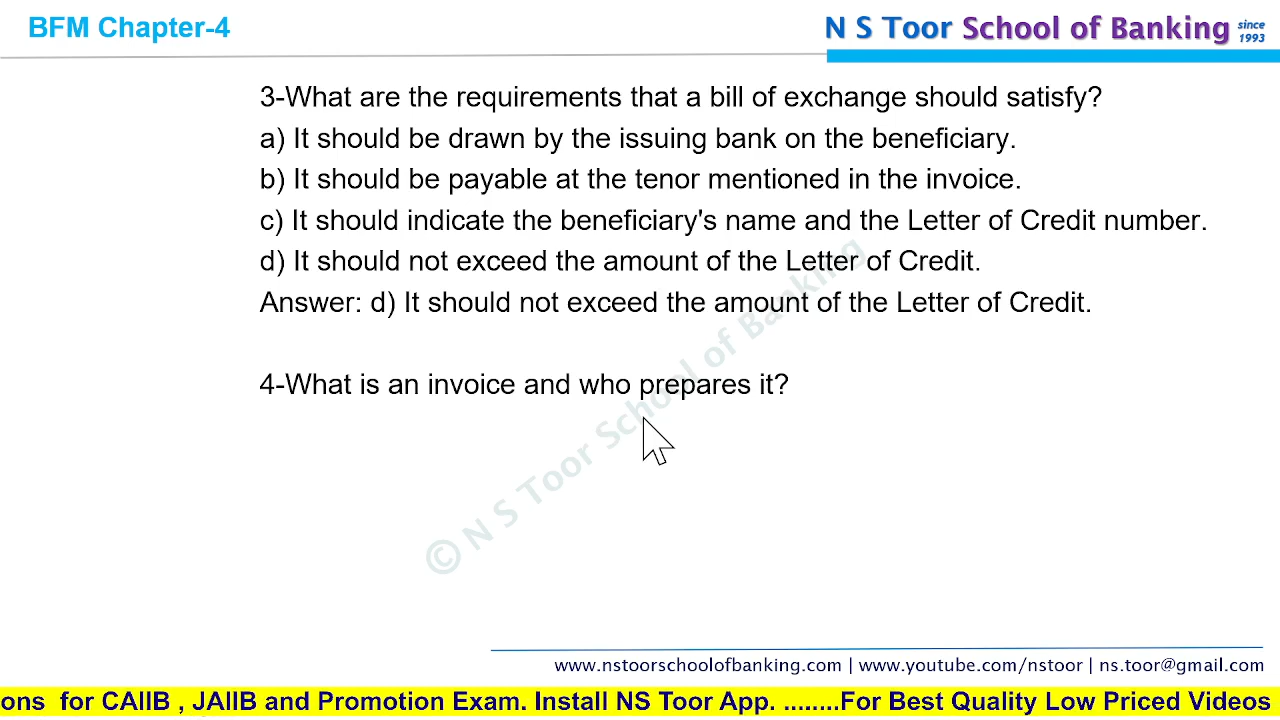 BFM Chapter-4
N S Toor School of Banking since 1993
3-What are the requirements that a bill of exchange should satisfy?
a) It should be drawn by the issuing bank on the beneficiary.
b) It should be payable at the tenor mentioned in the invoice.
c) It should indicate the beneficiary's name and the Letter of Credit number.
d) It should not exceed the amount of the Letter of Credit.
Answer: d) It should not exceed the amount of the Letter of Credit.
4-What is an invoice and who prepares it?
© N S Toor School of Banking
www.nstoorschoolofbanking.com | www.youtube.com/nstoor | ns.toor@gmail.com
ons for CAIIB , JAIIB and Promotion Exam. Install NS Toor App. ........For Best Quality Low Priced Videos